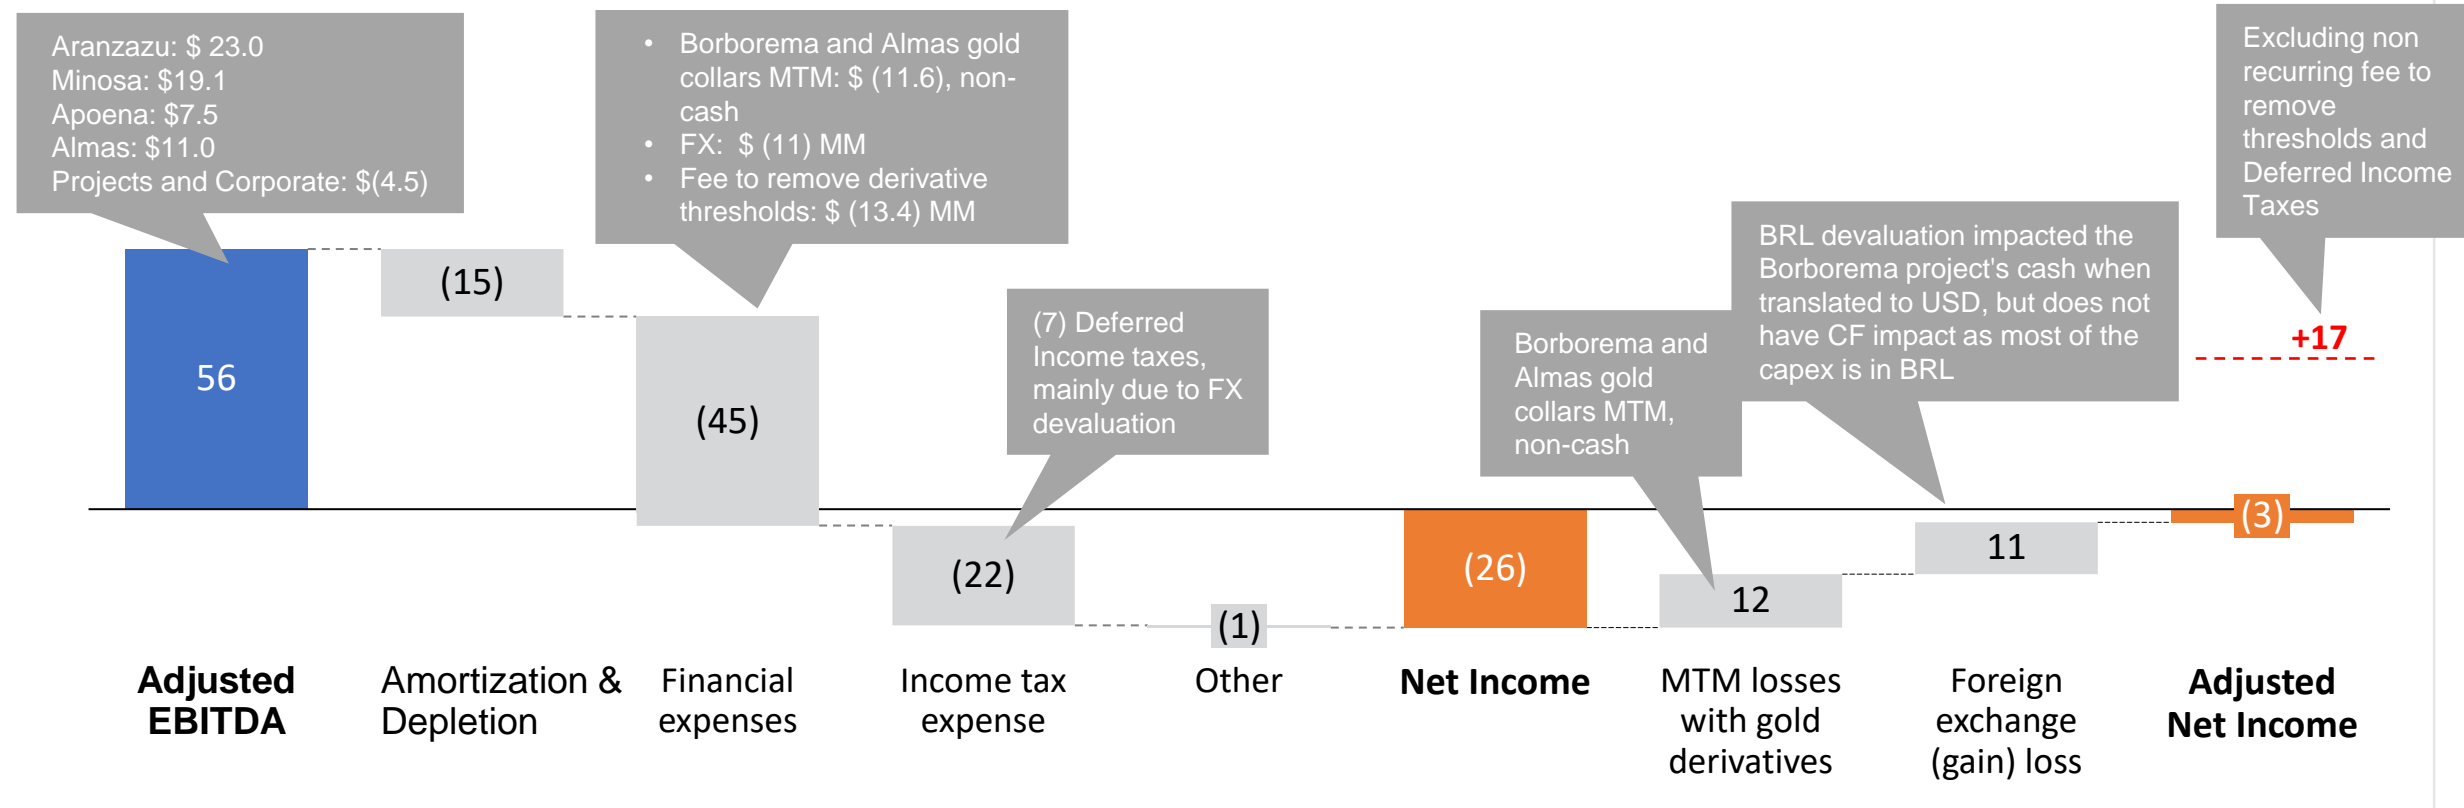 Aranzazu: $ 23.0
Minosa: $19.1
Apoena: $7.5
Almas: $11.0
Projects and Corporate: $(4.5)
• Borborema and Almas gold
collars MTM: $ (11.6), non-
cash
• FX: $ (11) MM
• Fee to remove derivative
thresholds: $ (13.4) MM
(7) Deferred
Income taxes,
mainly due to FX
devaluation
Borborema and
Almas gold
collars MTM,
non-cash
BRL devaluation impacted the
Borborema project's cash when
translated to USD, but does not
have CF impact as most of the
capex is in BRL
Excluding non
recurring fee to
remove
thresholds and
Deferred Income
Taxes
+17
56
(15)
(45)
(22)
(1)
(26)
12
11
(3)
Adjusted
EBITDA
Amortization &
Depletion
Financial
expenses
Income tax
expense
Other
Net Income
MTM losses
with gold
derivatives
Foreign
exchange
(gain) loss
Adjusted
Net Income